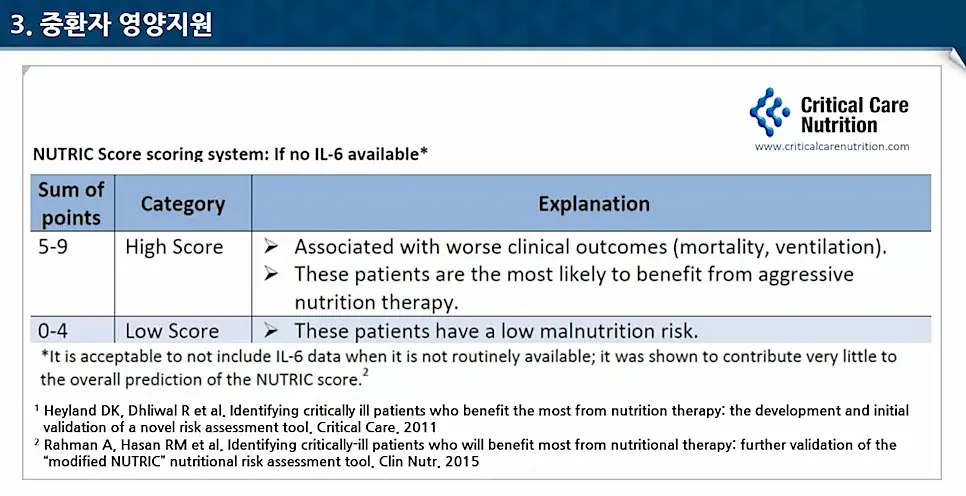 3. 중환자 영양지원
Critical Care
Nutrition
www.criticalcarenutrition.com
NUTRIC Score scoring system: If no IL-6 available*
Sum of points Category Explanation
5-9 High Score ➢ Associated with worse clinical outcomes (mortality, ventilation).
➢ These patients are the most likely to benefit from aggressive
nutrition therapy.
0-4 Low Score ➢ These patients have a low malnutrition risk.
*It is acceptable to not include IL-6 data when it is not routinely available; it was shown to contribute very little to
the overall prediction of the NUTRIC score.2
1 Heyland DK, Dhliwal R et al. Identifying critically ill patients who benefit the most from nutrition therapy: the development and initial
validation of a novel risk assessment tool. Critical Care. 2011
2 Rahman A, Hasan RM et al. Identifying critically-ill patients who will benefit most from nutritional therapy: further validation of the
“modified NUTRIC” nutritional risk assessment tool. Clin Nutr. 2015